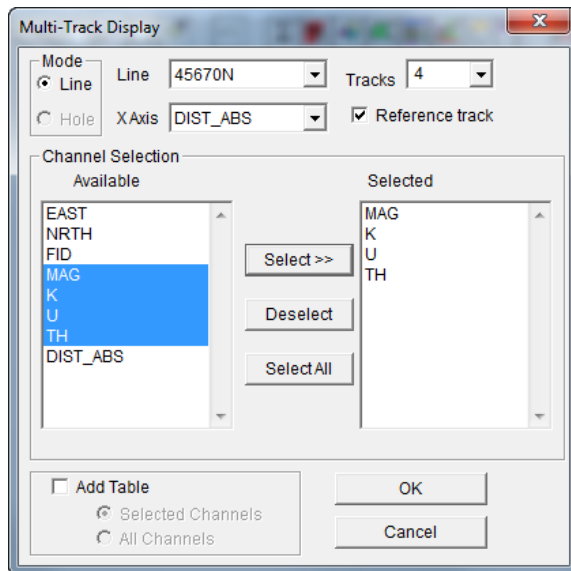 Multi-Track Display
Mode
Line
Hole
Line 45670N
Tracks 4
X Axis DIST_ABS
Reference track
Channel Selection
Available
EAST
NRTH
FID
MAG
K
U
TH
DIST_ABS
Select >>
Deselect
Select All
Selected
MAG
K
U
TH
Add Table
Selected Channels
All Channels
OK
Cancel